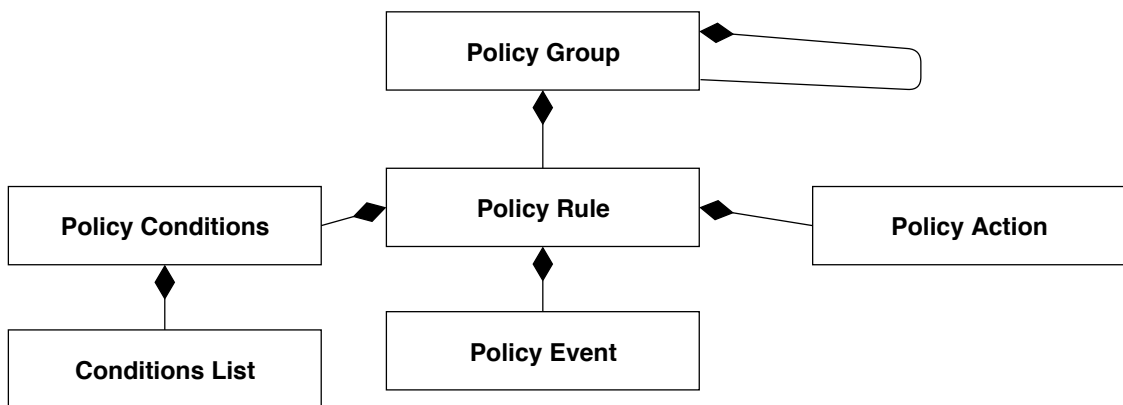 Policy Group
Policy Rule
Policy Conditions
Policy Action
Policy Event
Conditions List